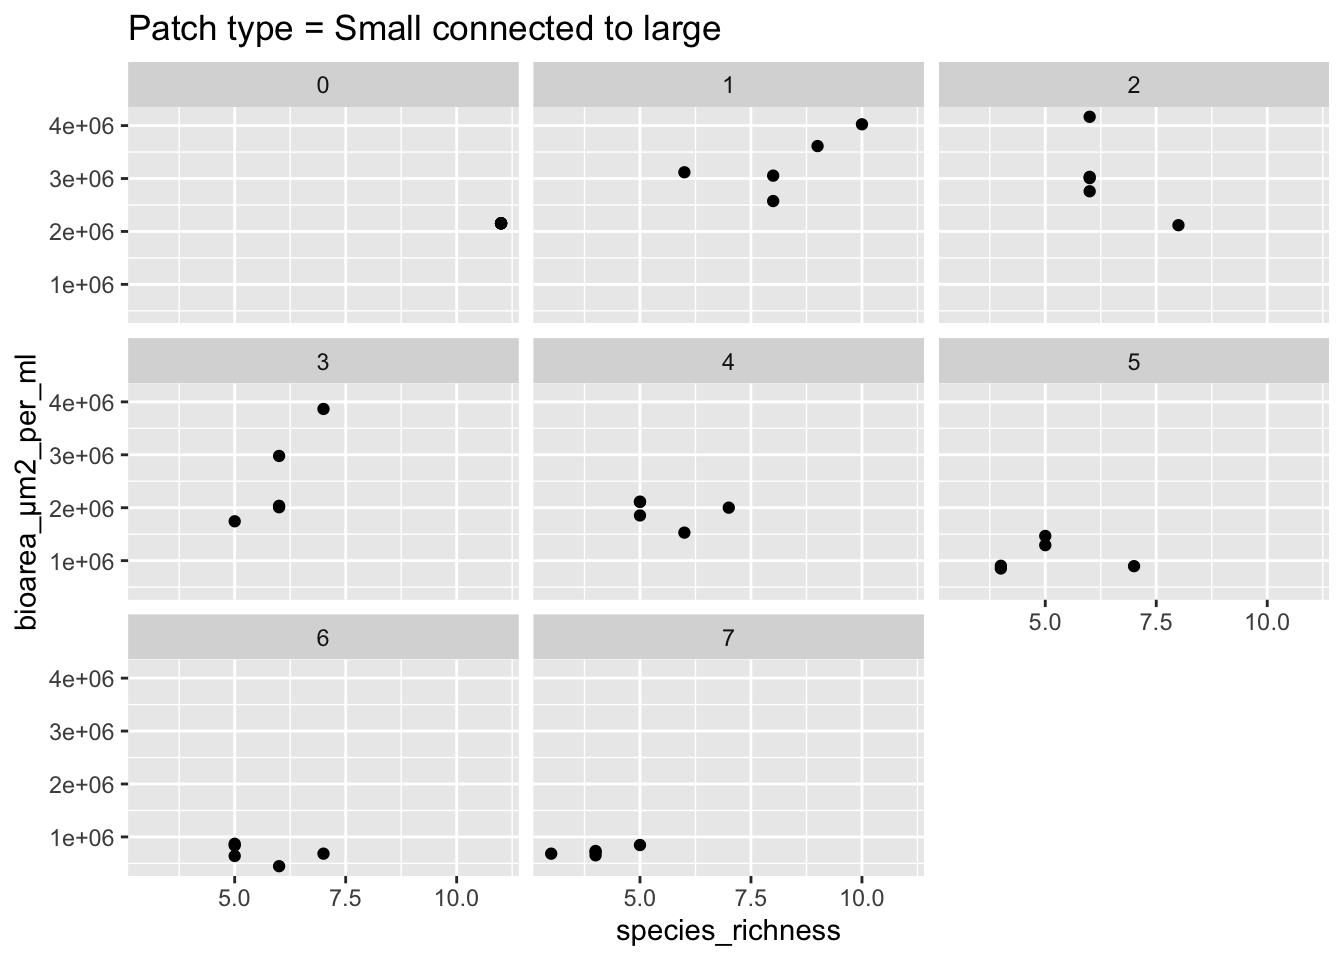 Patch type = Small connected to large
0 1 2
4e+06
3e+06
2e+06
1e+06
3 4 5
4e+06
3e+06
2e+06
1e+06
5.0 7.5 10.0
6 7
4e+06
3e+06
2e+06
1e+06
5.0 7.5 10.0 5.0 7.5 10.0
species_richness
bioarea_µm2_per_ml